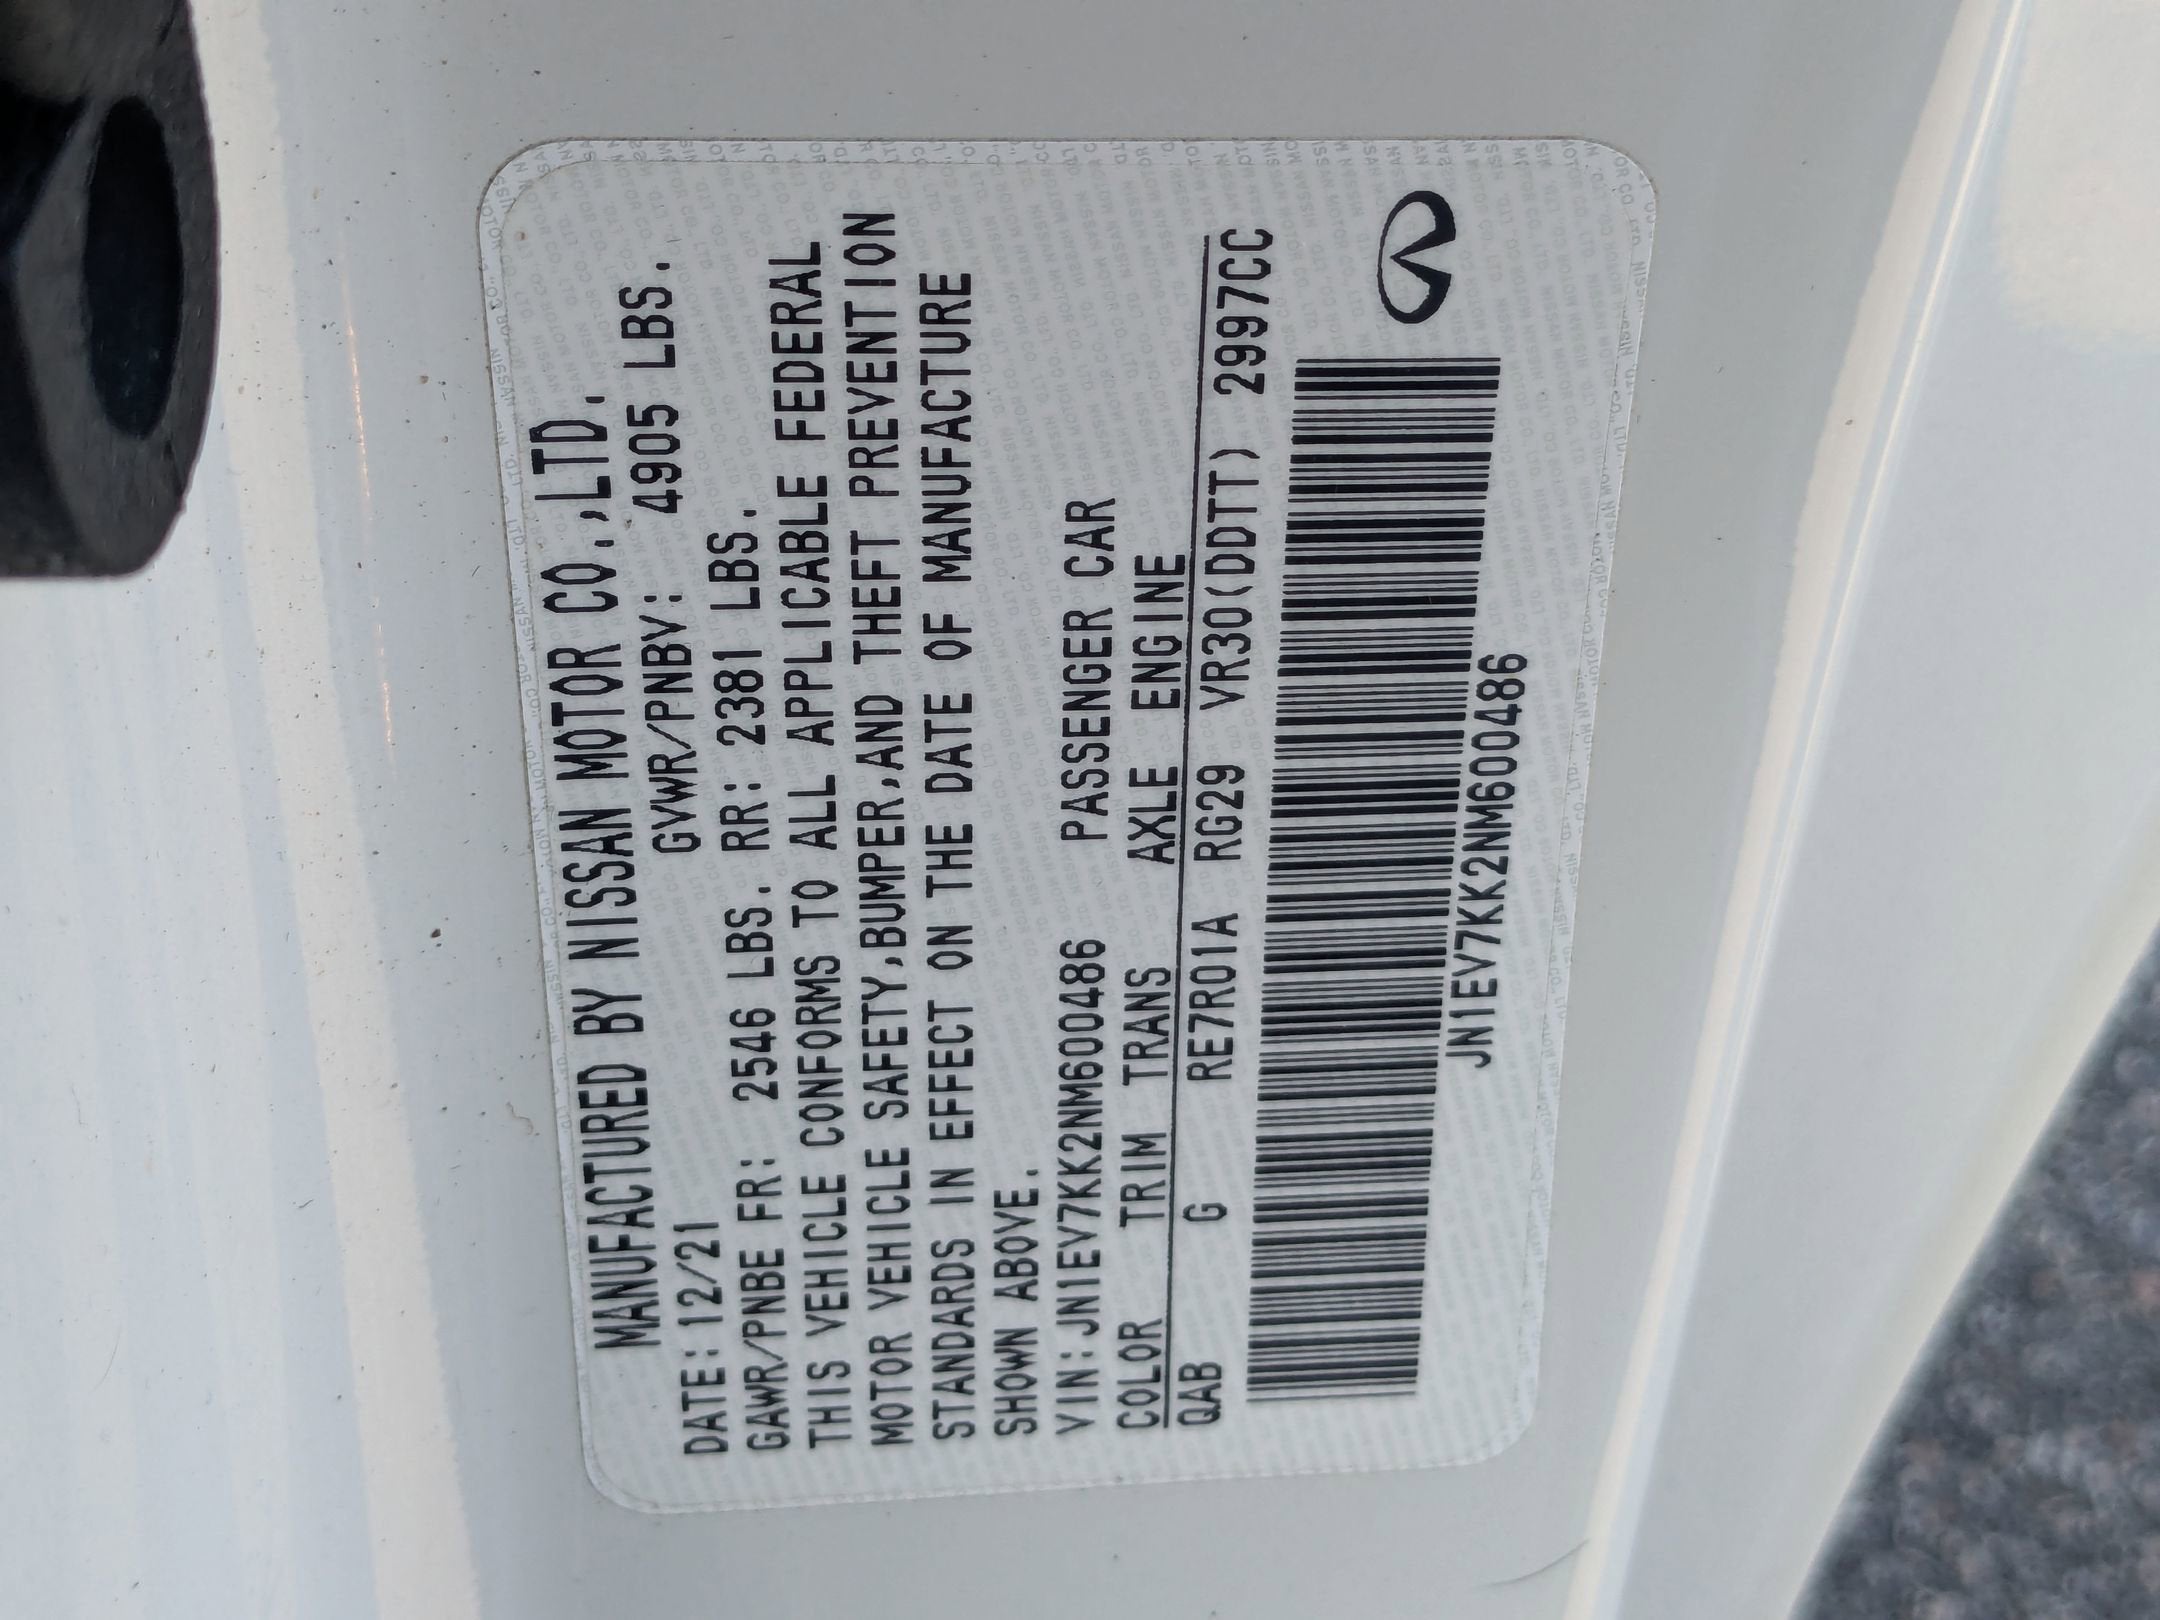 MANUFACTURED BY NISSAN MOTOR CO.,LTD.
DATE:12/21 GVWR/PNBV: 4905 LBS.
GAWR/PNBE FR: 2546 LBS. RR: 2381 LBS.
THIS VEHICLE CONFORMS TO ALL APPLICABLE FEDERAL
MOTOR VEHICLE SAFETY,BUMPER,AND THEFT PREVENTION
STANDARDS IN EFFECT ON THE DATE OF MANUFACTURE
SHOWN ABOVE.
VIN:JN1EV7KK2NM600486 PASSENGER CAR
COLOR TRIM TRANS AXLE ENGINE
QAB G RE7R01A RG29 VR30(DDTT) 2997CC
JN1EV7KK2NM600486